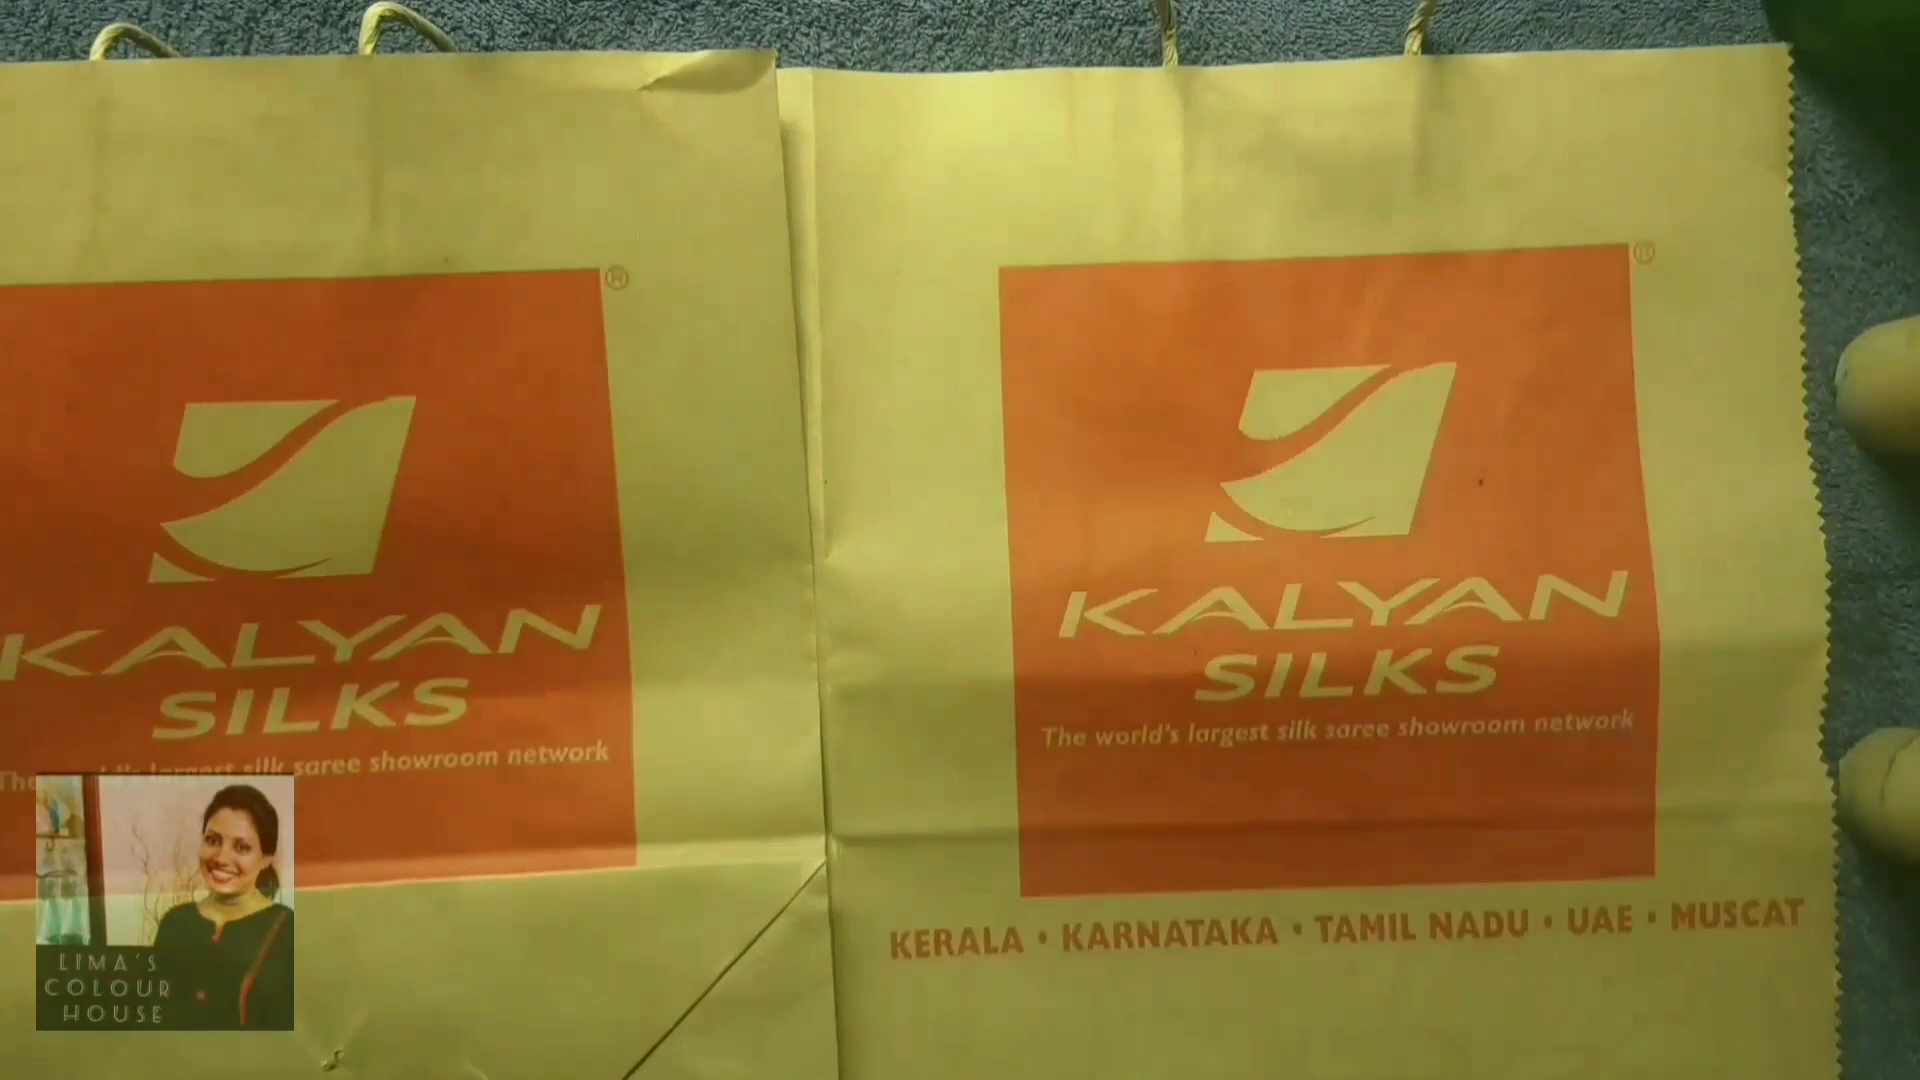 ®
KALYAN
SILKS
The largest silk saree showroom network
®
KALYAN
SILKS
The world's largest silk saree showroom network
KERALA • KARNATAKA • TAMIL NADU • UAE • MUSCAT
LIMA'S
COLOUR
HOUSE